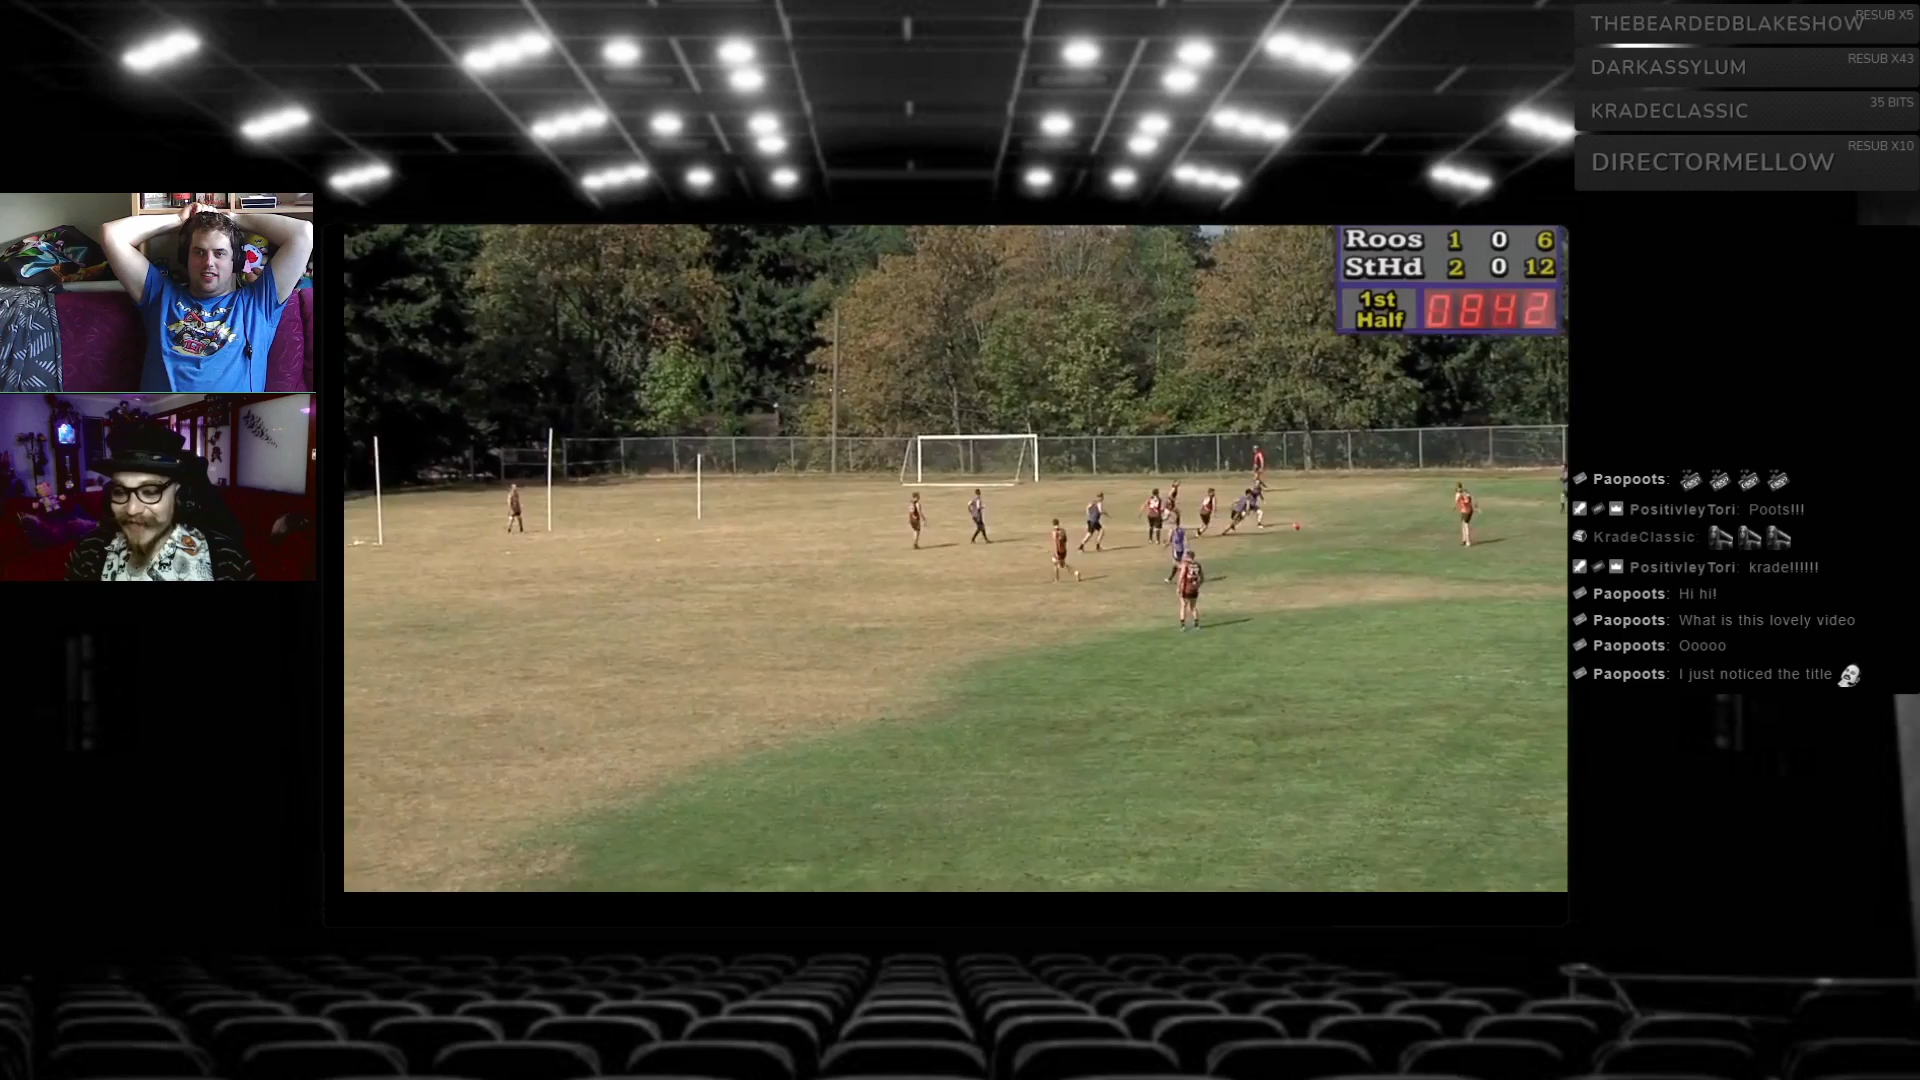 RESUB X5
THEBEARDEDBLAKESHOW
RESUB X43
DARKASSYLUM
35 BITS
KRADECLASSIC
RESUB X10
DIRECTORMELLOW
Roos 1 0 6
StHd 2 0 12
1st Half 0842
Paopoots:
PositivleyTori: Poots!!!
KradeClassic:
PositivleyTori: krade!!!!!!
Paopoots: Hi hi!
Paopoots: What is this lovely video
Paopoots: Ooooo
Paopoots: I just noticed the title